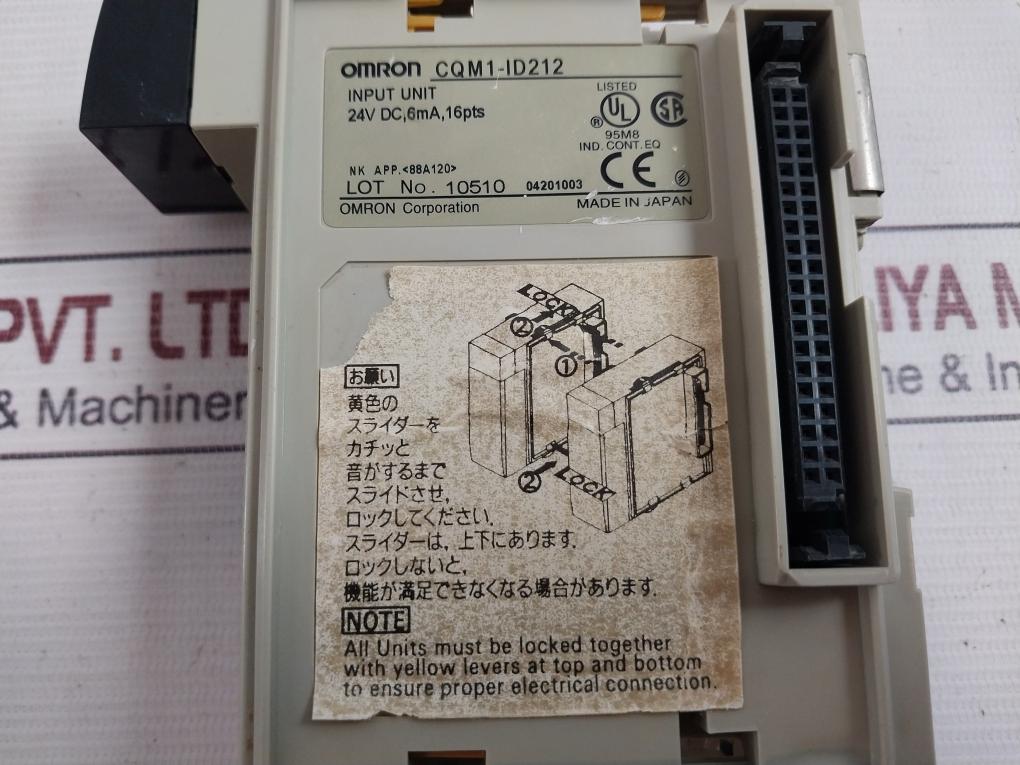 OMRON CQM1-ID212
INPUT UNIT
24V DC,6mA,16pts
LISTED
UL
®
SA
95M8
IND. CONT. EQ
NK APP.<88A120>
LOT No. 10510 04201003
CE
OMRON Corporation MADE IN JAPAN
PVT. LTD
& Machiner
IYA M
ne & In
LOCK
②
①
②
LOCK
お願い
黄色の
スライダーを
カチッと
音がするまで
スライドさせ,
ロックしてください.
スライダーは, 上下にあります.
ロックしないと,
機能が満足できなくなる場合があります.
NOTE
All Units must be locked together
with yellow levers at top and bottom
to ensure proper electrical connection.